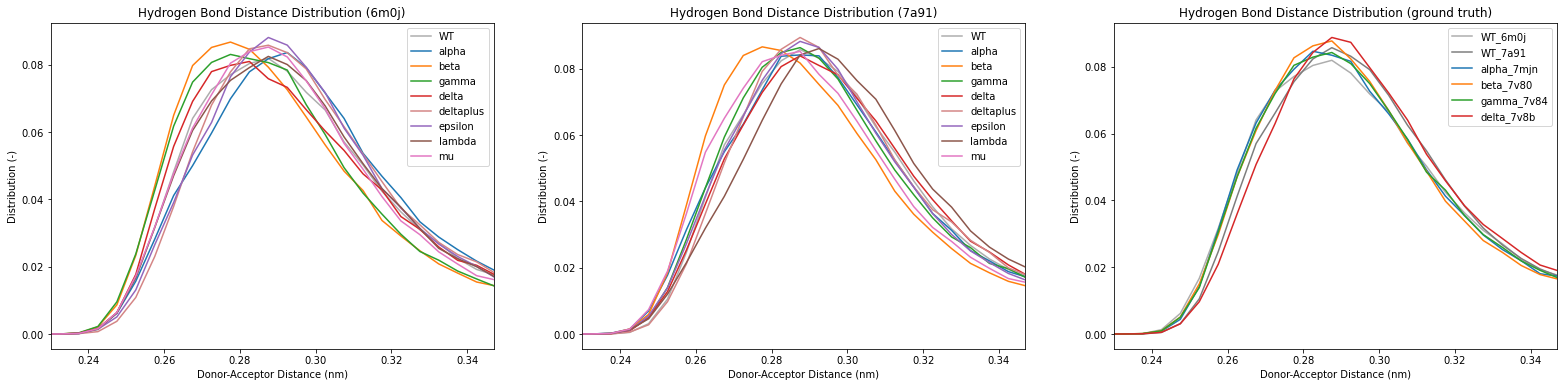 Hydrogen Bond Distance Distribution (6m0j)
Distribution (-)
0.08
0.06
0.04
0.02
0.00
0.24 0.26 0.28 0.30 0.32 0.34
Donor-Acceptor Distance (nm)
WT
alpha
beta
gamma
delta
deltaplus
epsilon
lambda
mu
Hydrogen Bond Distance Distribution (7a91)
Distribution (-)
0.08
0.06
0.04
0.02
0.00
0.24 0.26 0.28 0.30 0.32 0.34
Donor-Acceptor Distance (nm)
WT
alpha
beta
gamma
delta
deltaplus
epsilon
lambda
mu
Hydrogen Bond Distance Distribution (ground truth)
Distribution (-)
0.08
0.06
0.04
0.02
0.00
0.24 0.26 0.28 0.30 0.32 0.34
Donor-Acceptor Distance (nm)
WT_6m0j
WT_7a91
alpha_7mjn
beta_7v80
gamma_7v84
delta_7v8b